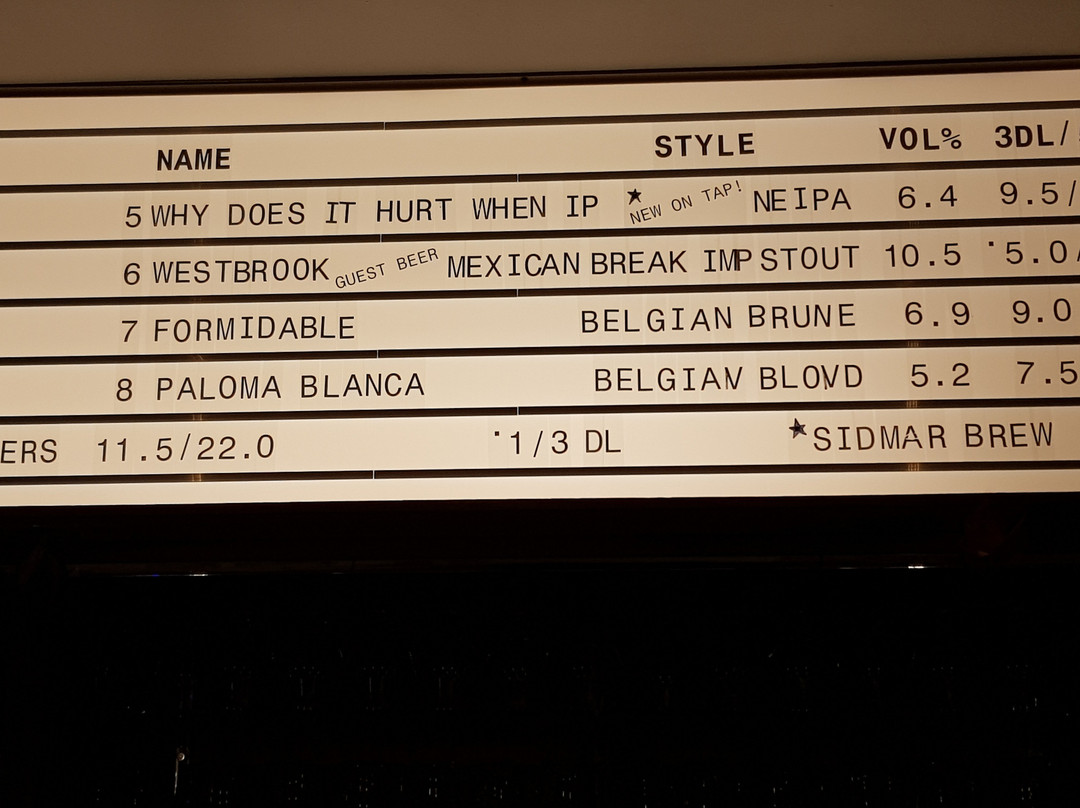 NAME STYLE VOL% 3DL/
5 WHY DOES IT HURT WHEN IP ★ NEW ON TAP! NEIPA 6.4 9.5/
6 WESTBROOK GUEST BEER MEXICAN BREAK IMP STOUT 10.5 ·5.0/
7 FORMIDABLE BELGIAN BRUNE 6.9 9.0
8 PALOMA BLANCA BELGIAN BLOND 5.2 7.5
ERS 11.5/22.0 ·1/3 DL ★SIDMAR BREW